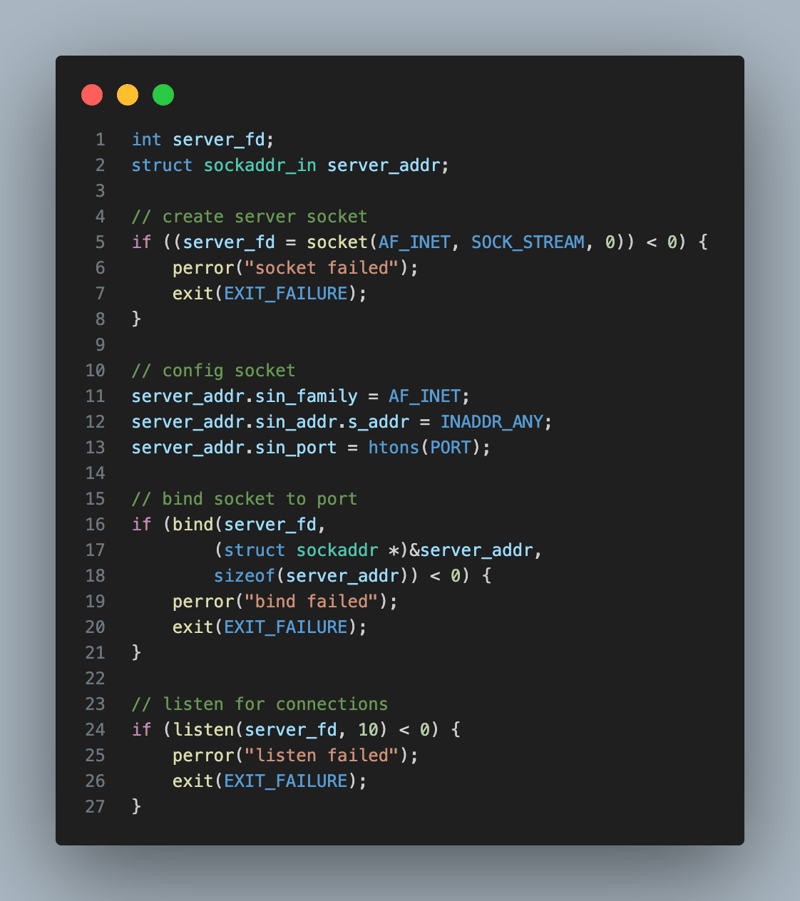 1 int server_fd;
2 struct sockaddr_in server_addr;
3
4 // create server socket
5 if ((server_fd = socket(AF_INET, SOCK_STREAM, 0)) < 0) {
6     perror("socket failed");
7     exit(EXIT_FAILURE);
8 }
9
10 // config socket
11 server_addr.sin_family = AF_INET;
12 server_addr.sin_addr.s_addr = INADDR_ANY;
13 server_addr.sin_port = htons(PORT);
14
15 // bind socket to port
16 if (bind(server_fd,
17         (struct sockaddr *)&server_addr,
18         sizeof(server_addr)) < 0) {
19     perror("bind failed");
20     exit(EXIT_FAILURE);
21 }
22
23 // listen for connections
24 if (listen(server_fd, 10) < 0) {
25     perror("listen failed");
26     exit(EXIT_FAILURE);
27 }